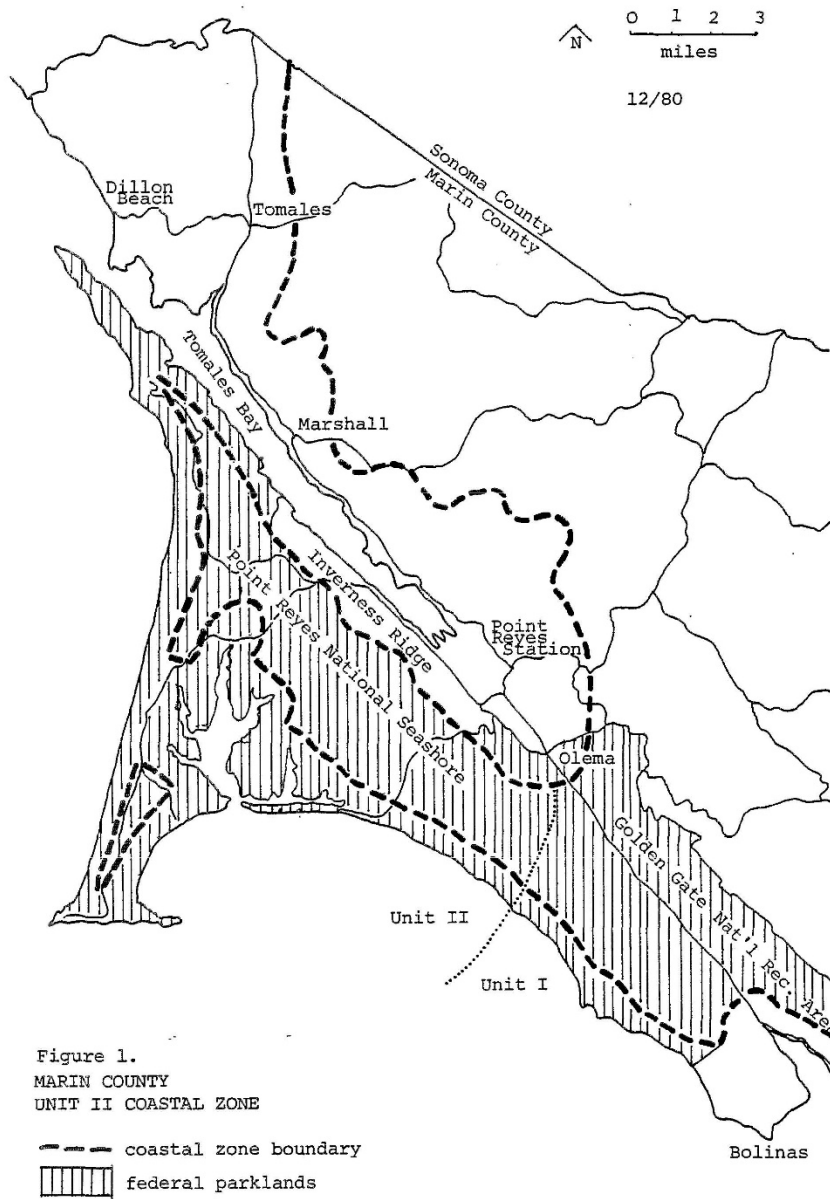 N
0 1 2 3
miles
12/80
Sonoma County
Marin County
Dillon
Beach
Tomales
Tomales Bay
Marshall
Inverness Ridge
Point Reyes National Seashore
Point
Reyes
Station
Olema
Golden Gate Nat'l Rec. Area
Unit II
Unit I
Bolinas
Figure 1.
MARIN COUNTY
UNIT II COASTAL ZONE
coastal zone boundary
federal parklands